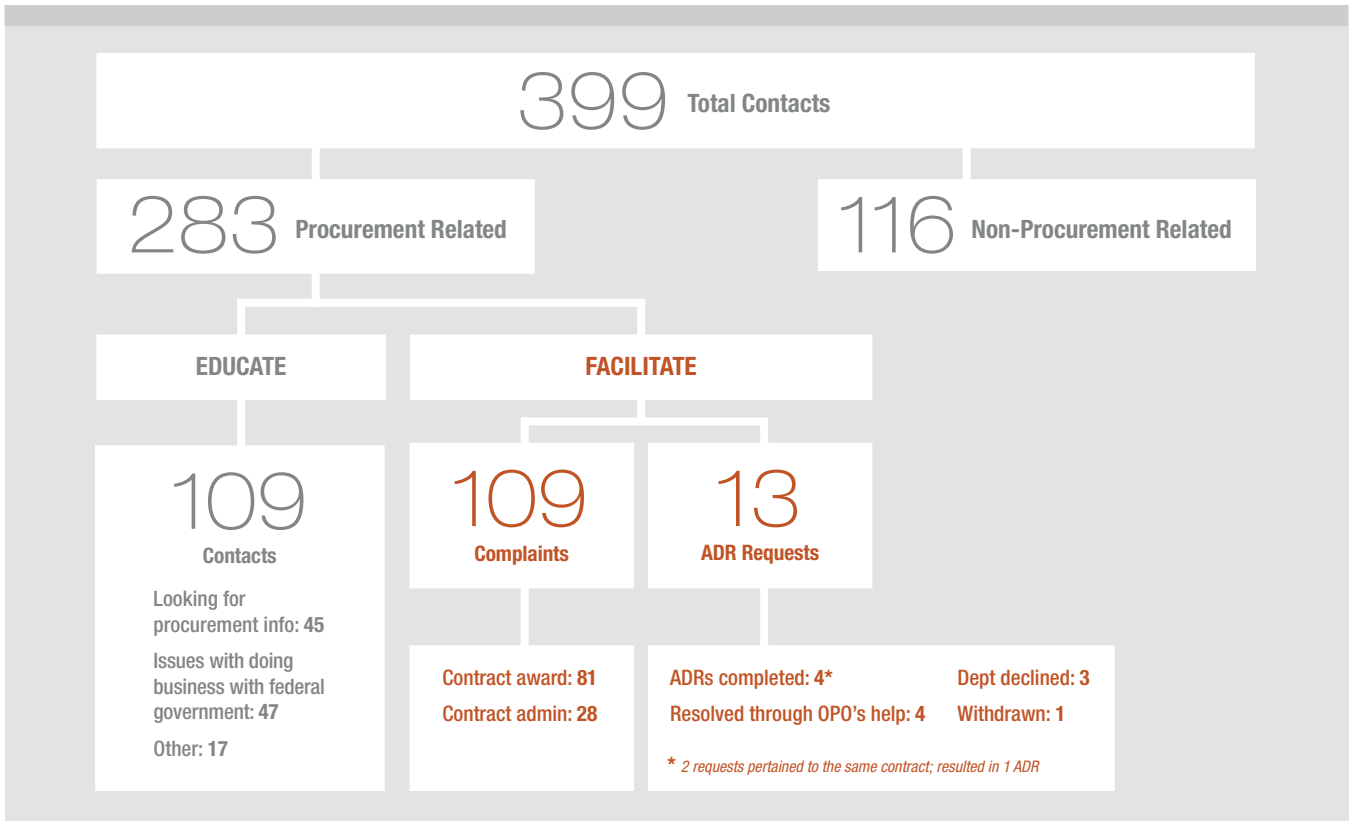 399 Total Contacts
283 Procurement Related
116 Non-Procurement Related
EDUCATE
FACILITATE
109
Contacts
Looking for
procurement info: 45
Issues with doing
business with federal
government: 47
Other: 17
109
Complaints
Contract award: 81
Contract admin: 28
13
ADR Requests
ADRs completed: 4*
Resolved through OPO’s help: 4
Dept declined: 3
Withdrawn: 1
* 2 requests pertained to the same contract; resulted in 1 ADR